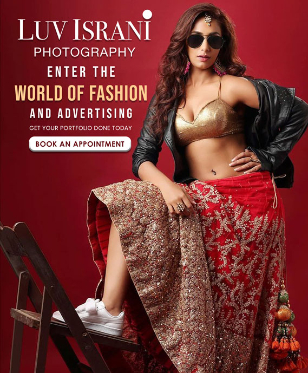 LUV ISRANi
PHOTOGRAPHY
ENTER THE
WORLD OF FASHION
AND ADVERTISING
GET YOUR PORTFOLIO DONE TODAY
BOOK AN APPOINTMENT